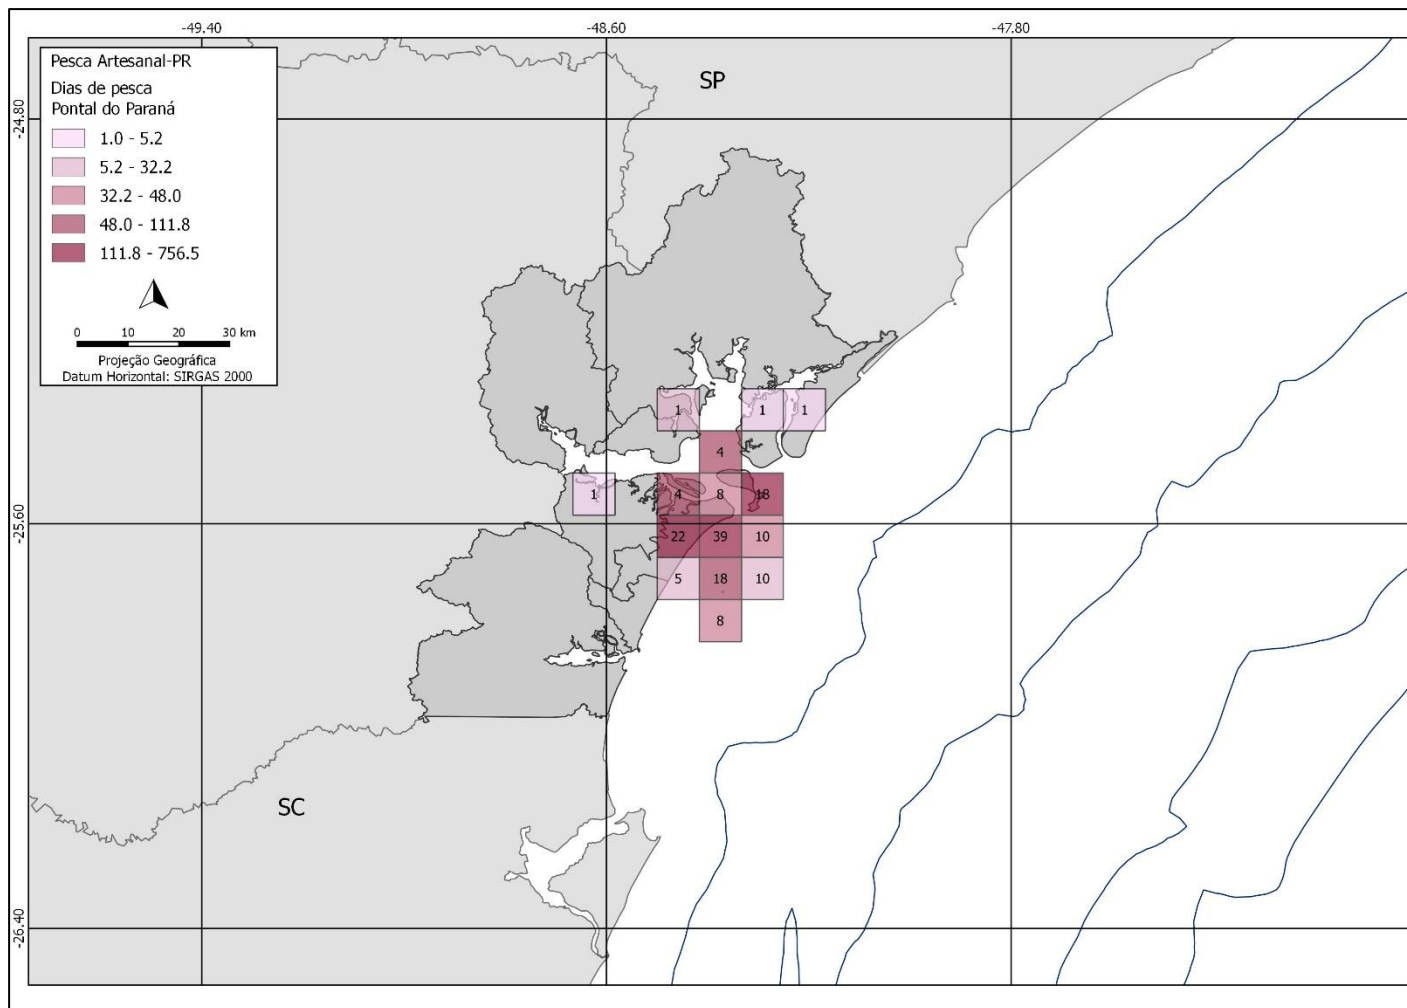 -49.40
-48.60
-47.80
Pesca Artesanal-PR
Dias de pesca
Pontal do Paraná
1.0 - 5.2
5.2 - 32.2
32.2 - 48.0
48.0 - 111.8
111.8 - 756.5
0 10 20 30 km
Projeção Geográfica
Datum Horizontal: SIRGAS 2000
SP
-24.80
1 1 1
4
1 4 8 18
-25.60
22 39 10
5 18 10
8
SC
-26.40